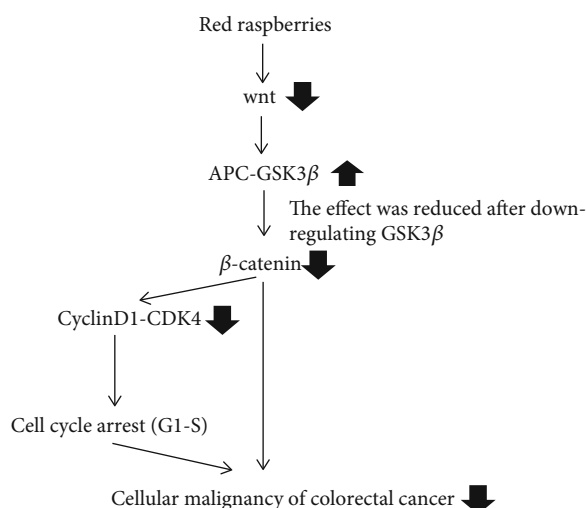 Red raspberries
wnt
APC-GSK3β
The effect was reduced after down-
regulating GSK3β
β-catenin
CyclinD1-CDK4
Cell cycle arrest (G1-S)
Cellular malignancy of colorectal cancer